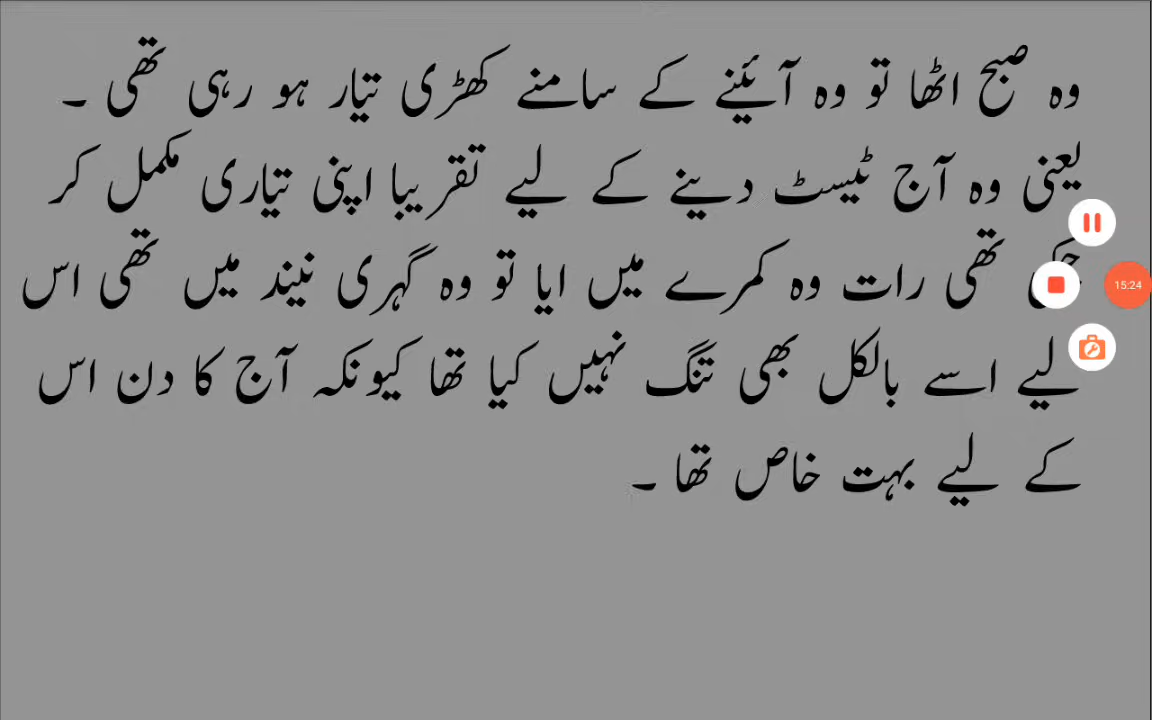 وہ صبح اٹھا تو وہ آئینے کے سامنے کھڑی تیار ہو رہی تھی ۔
یعنی وہ آج ٹیسٹ دینے کے لیے تقریبا اپنی تیاری مکمل کر
تھی رات وہ کمرے میں ایا تو وہ گہری نیند میں تھی اس
لیے اسے بالکل بھی تنگ نہیں کیا تھا کیونکہ آج کا دن اس
کے لیے بہت خاص تھا ۔
15:24